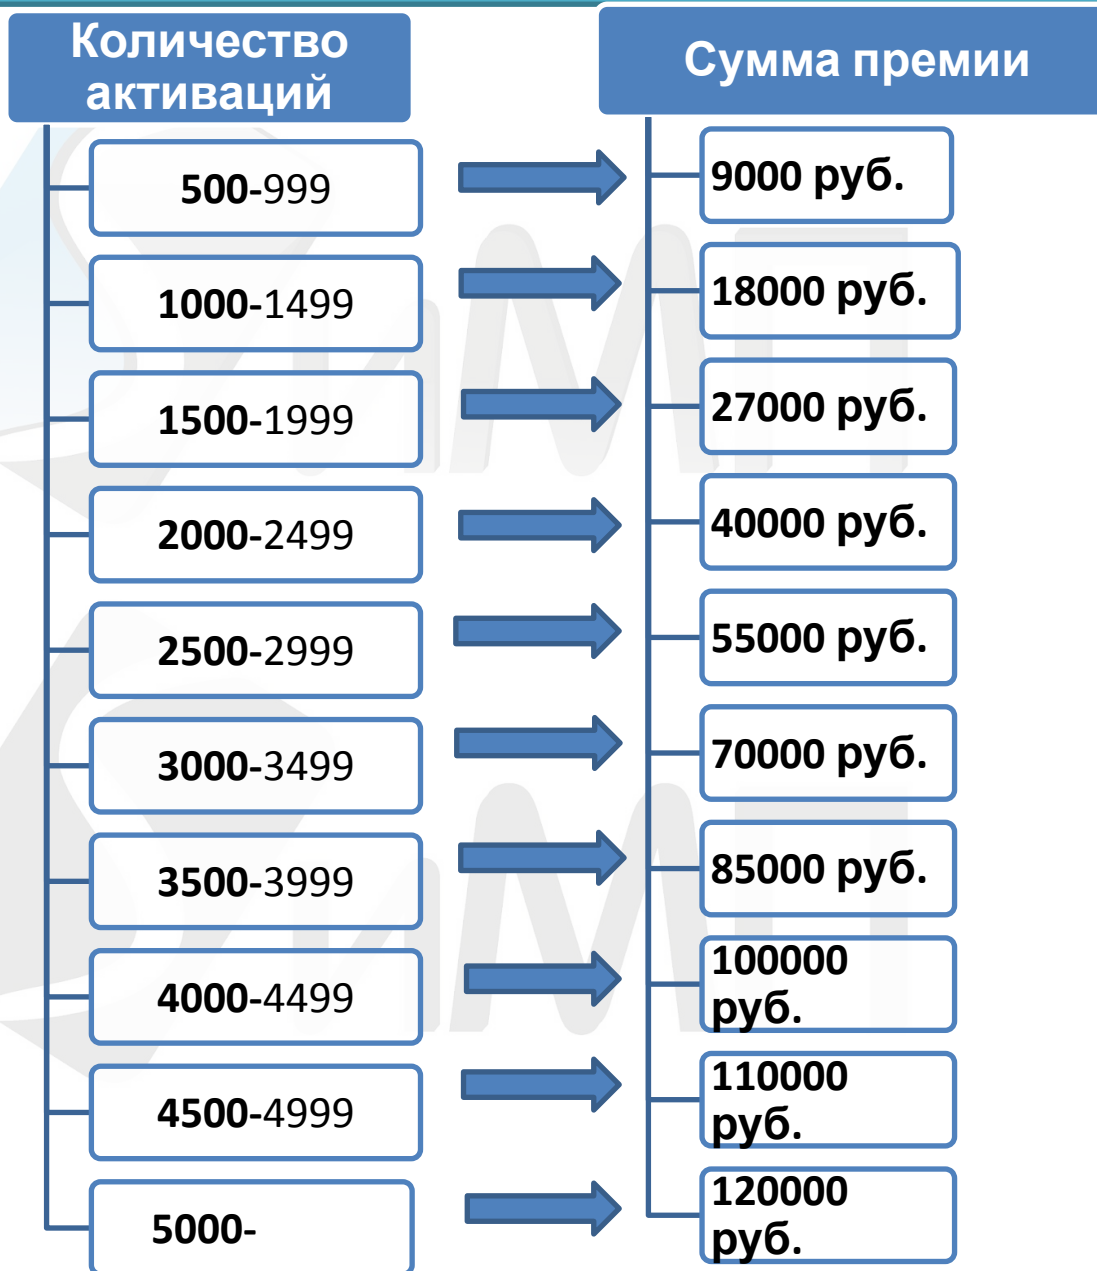 Количество
активаций
Сумма премии
500-999
9000 руб.
1000-1499
18000 руб.
1500-1999
27000 руб.
2000-2499
40000 руб.
2500-2999
55000 руб.
3000-3499
70000 руб.
3500-3999
85000 руб.
4000-4499
100000
руб.
4500-4999
110000
руб.
5000-
120000
руб.
иМП
иМП